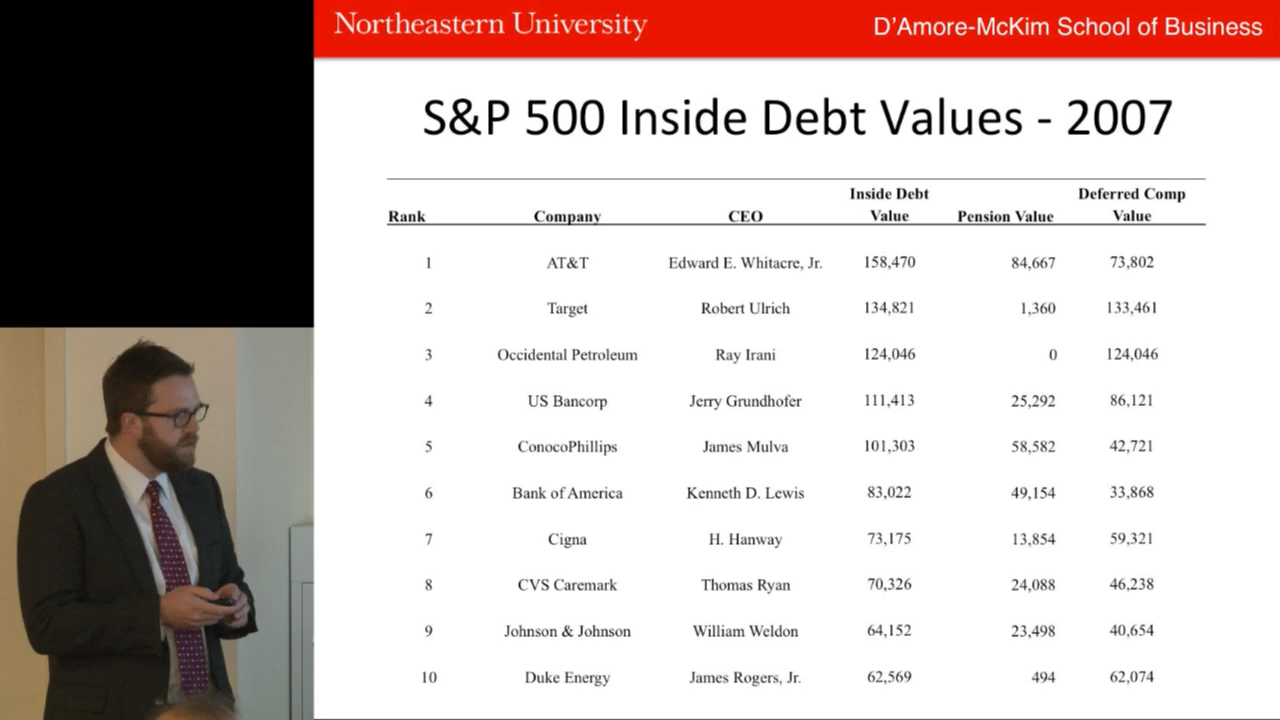 Northeastern University D'Amore-McKim School of Business
S&P 500 Inside Debt Values - 2007
Rank Company CEO Inside Debt Value Pension Value Deferred Comp Value
1 AT&T Edward E. Whitacre, Jr. 158,470 84,667 73,802
2 Target Robert Ulrich 134,821 1,360 133,461
3 Occidental Petroleum Ray Irani 124,046 0 124,046
4 US Bancorp Jerry Grundhofer 111,413 25,292 86,121
5 ConocoPhillips James Mulva 101,303 58,582 42,721
6 Bank of America Kenneth D. Lewis 83,022 49,154 33,868
7 Cigna H. Hanway 73,175 13,854 59,321
8 CVS Caremark Thomas Ryan 70,326 24,088 46,238
9 Johnson & Johnson William Weldon 64,152 23,498 40,654
10 Duke Energy James Rogers, Jr. 62,569 494 62,074